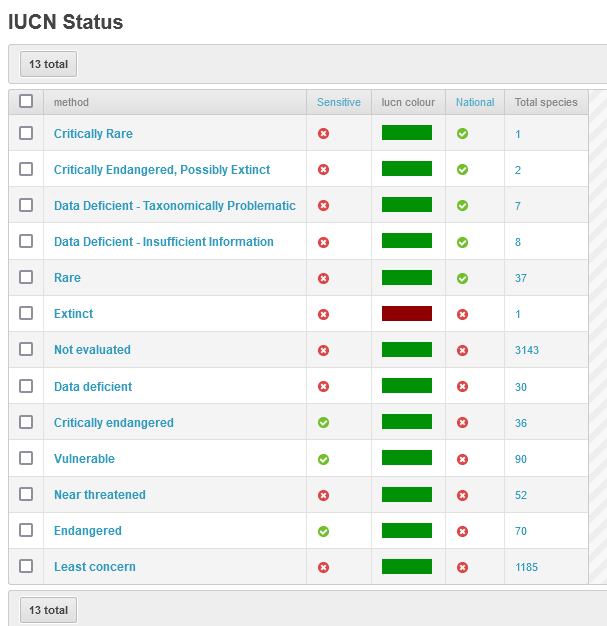 IUCN Status
13 total
method Sensitive Iucn colour National Total species
Critically Rare 1
Critically Endangered, Possibly Extinct 2
Data Deficient - Taxonomically Problematic 7
Data Deficient - Insufficient Information 8
Rare 37
Extinct 1
Not evaluated 3143
Data deficient 30
Critically endangered 36
Vulnerable 90
Near threatened 52
Endangered 70
Least concern 1185
13 total